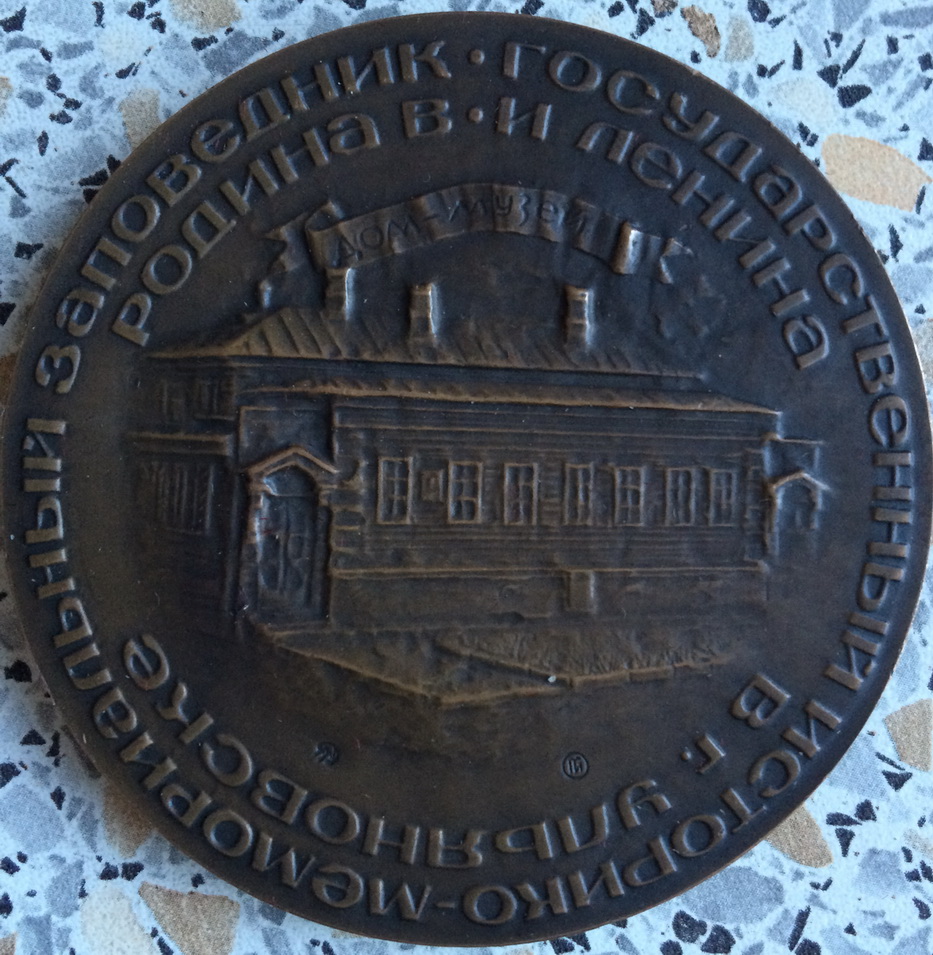 ГОСУДАРСТВЕННЫЙ ИСТОРИКО-МЕМОРИАЛЬНЫЙ ЗАПОВЕДНИК ·
РОДИНА В · И ЛЕНИНА
В г. УЛЬЯНОВСКЕ
ДОМ-МУЗЕЙ